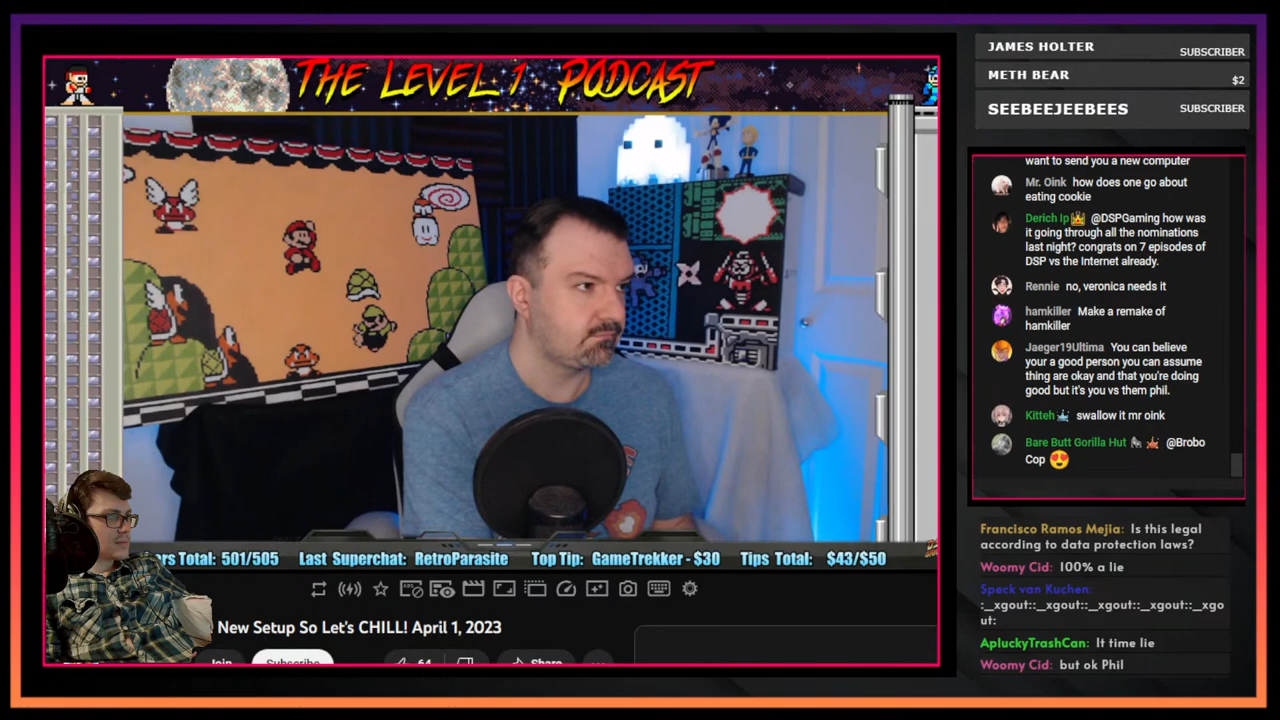 THE LEVEL 1 PODCAST
JAMES HOLTER
SUBSCRIBER
METH BEAR
$2
SEEBEEJEEBEES
SUBSCRIBER
want to send you a new computer
Mr. Oink how does one go about
eating cookie
Derich Ip @DSPGaming how was
it going through all the nominations
last night? congrats on 7 episodes of
DSP vs the Internet already.
Rennie no, veronica needs it
hamkiller Make a remake of
hamkiller
Jaeger19Ultima You can believe
your a good person you can assume
thing are okay and that you're doing
good but it's you vs them phil.
Kitteh swallow it mr oink
Bare Butt Gorilla Hut @Brobo
Cop
Francisco Ramos Mejia: Is this legal
according to data protection laws?
Woomy Cid: 100% a lie
Speck van Kuchen:
:_xgout::_xgout::_xgout::_xgout::_xgo
ut:
ApluckyTrashCan: It time lie
Woomy Cid: but ok Phil
rs Total: 501/505 Last Superchat: RetroParasite Top Tip: GameTrekker - $30 Tips Total: $43/$50
New Setup So Let's CHILL! April 1, 2023
Join Subscribe 64 Share